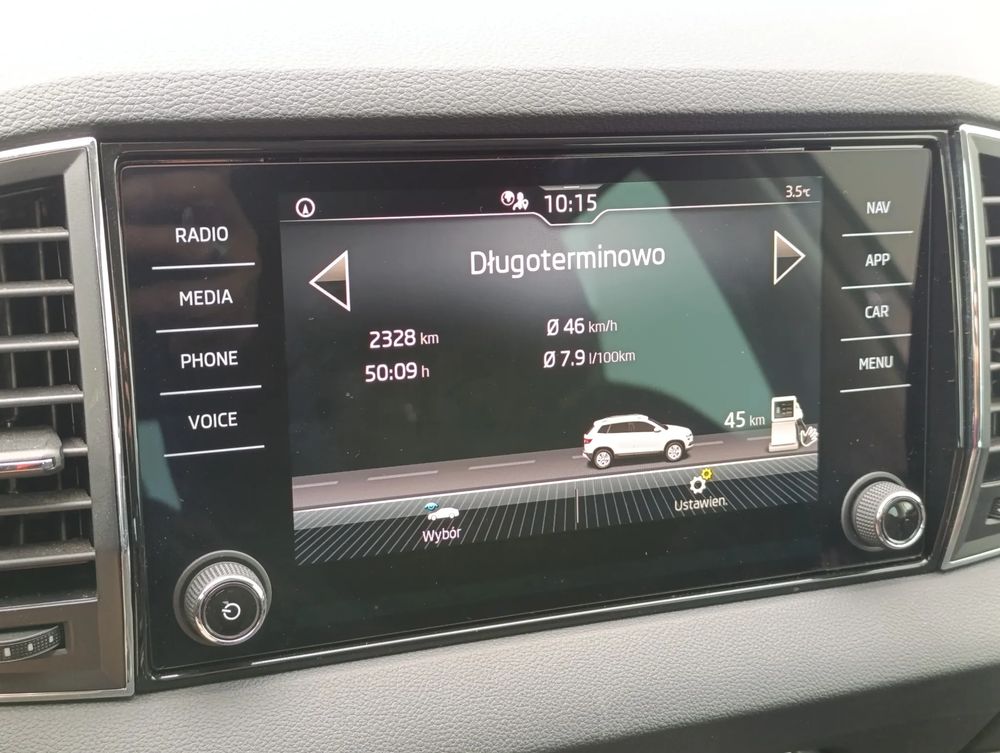 RADIO
MEDIA
PHONE
VOICE
10:15
3.5°C
Długoterminowo
2328 km
50:09 h
Ø 46 km/h
Ø 7.9 l/100km
45 km
Wybór
Ustawien.
NAV
APP
CAR
MENU